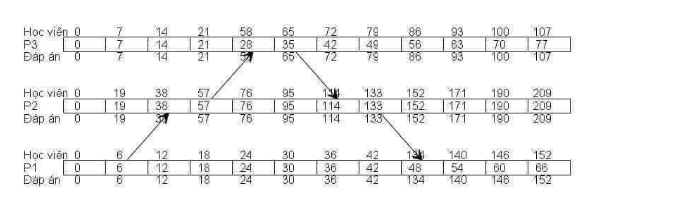 Học viên 0 7 14 21 58 65 72 79 86 93 100 107
P3 0 7 14 21 28 35 42 49 56 63 70 77
Đáp án 0 7 14 21 65 72 79 86 93 100 107
Học viên 0 19 38 57 76 95 133 152 171 190 209
P2 0 19 38 57 76 95 114 133 152 171 190 209
Đáp án 0 19 38 57 76 95 114 133 152 171 190 209
Học viên 0 6 12 18 24 30 36 42 134 140 146 152
P1 0 6 12 18 24 30 36 42 48 54 60 66
Đáp án 0 6 12 18 24 30 36 42 134 140 146 152